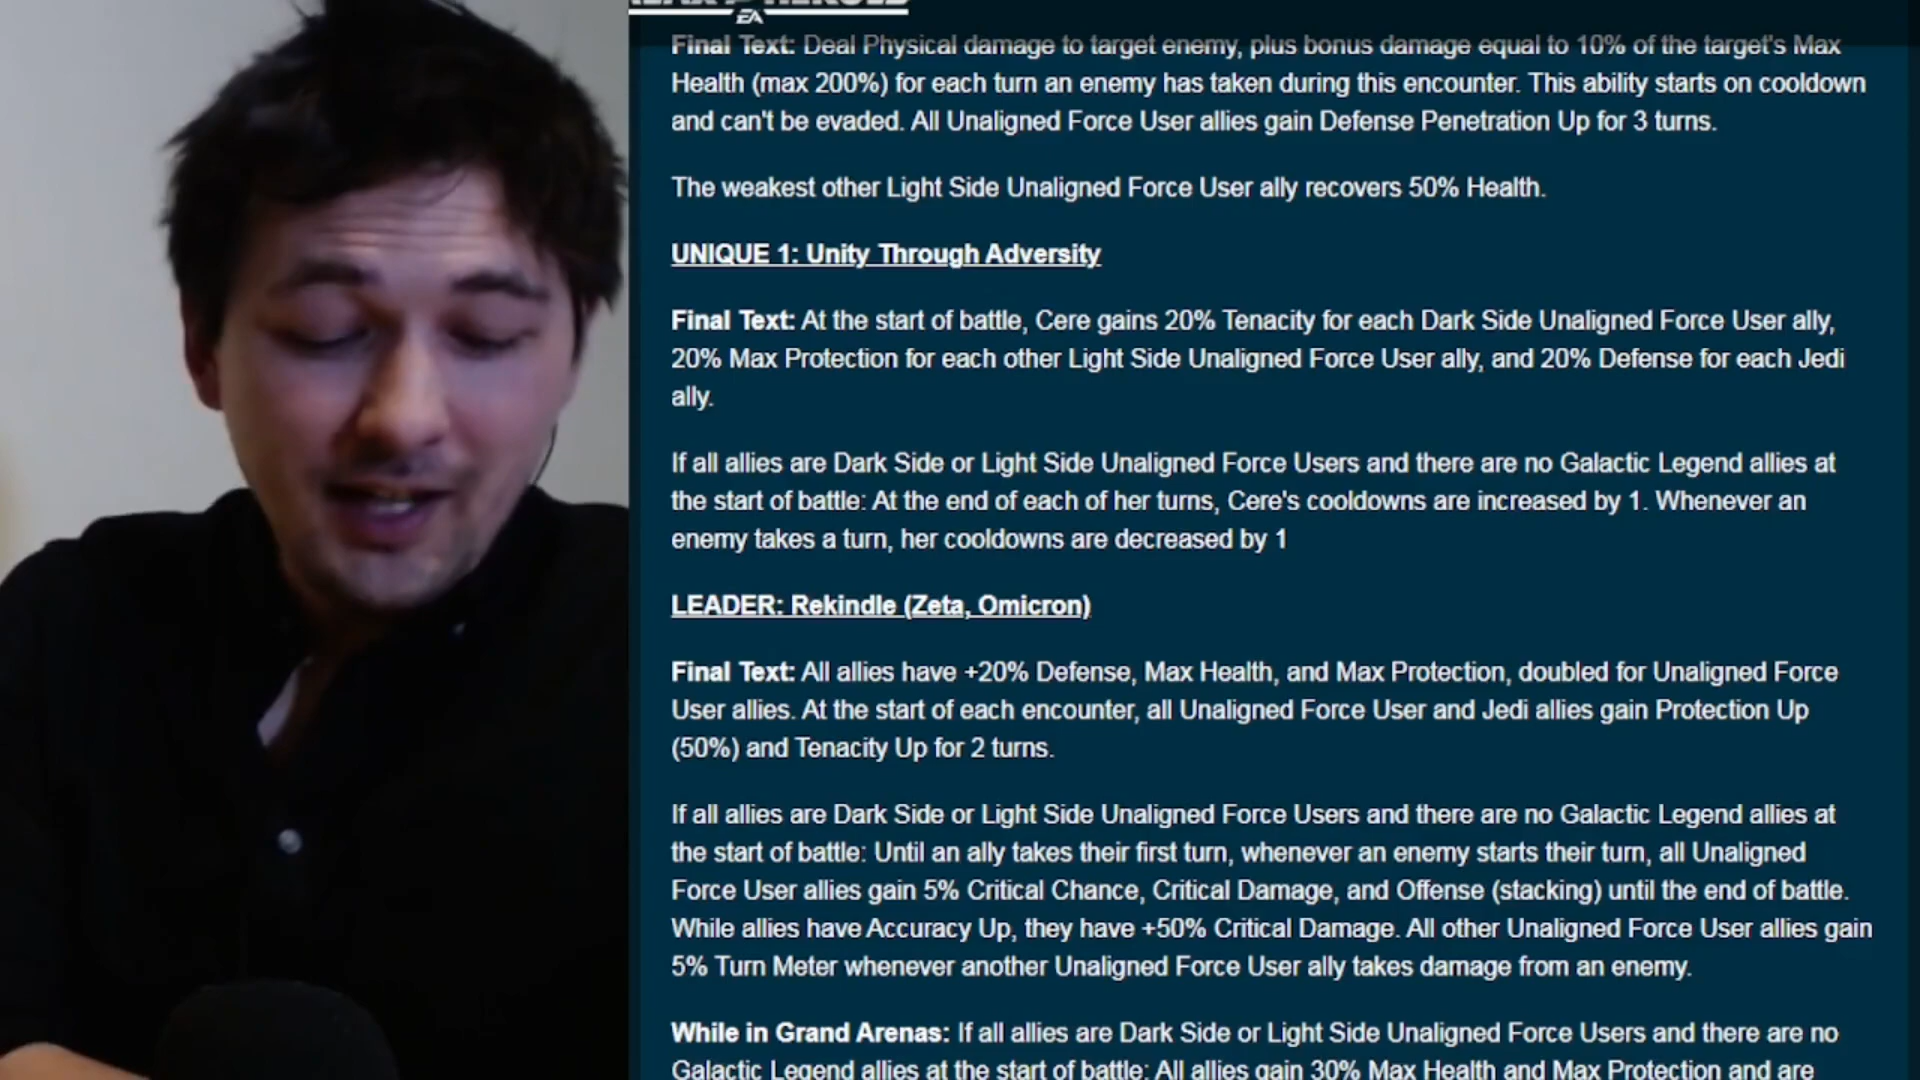 EA
Final Text: Deal Physical damage to target enemy, plus bonus damage equal to 10% of the target's Max
Health (max 200%) for each turn an enemy has taken during this encounter. This ability starts on cooldown
and can't be evaded. All Unaligned Force User allies gain Defense Penetration Up for 3 turns.
The weakest other Light Side Unaligned Force User ally recovers 50% Health.
UNIQUE 1: Unity Through Adversity
Final Text: At the start of battle, Cere gains 20% Tenacity for each Dark Side Unaligned Force User ally,
20% Max Protection for each other Light Side Unaligned Force User ally, and 20% Defense for each Jedi
ally.
If all allies are Dark Side or Light Side Unaligned Force Users and there are no Galactic Legend allies at
the start of battle: At the end of each of her turns, Cere's cooldowns are increased by 1. Whenever an
enemy takes a turn, her cooldowns are decreased by 1
LEADER: Rekindle (Zeta, Omicron)
Final Text: All allies have +20% Defense, Max Health, and Max Protection, doubled for Unaligned Force
User allies. At the start of each encounter, all Unaligned Force User and Jedi allies gain Protection Up
(50%) and Tenacity Up for 2 turns.
If all allies are Dark Side or Light Side Unaligned Force Users and there are no Galactic Legend allies at
the start of battle: Until an ally takes their first turn, whenever an enemy starts their turn, all Unaligned
Force User allies gain 5% Critical Chance, Critical Damage, and Offense (stacking) until the end of battle.
While allies have Accuracy Up, they have +50% Critical Damage. All other Unaligned Force User allies gain
5% Turn Meter whenever another Unaligned Force User ally takes damage from an enemy.
While in Grand Arenas: If all allies are Dark Side or Light Side Unaligned Force Users and there are no
Galactic Legend allies at the start of battle: All allies gain 30% Max Health and Max Protection and are